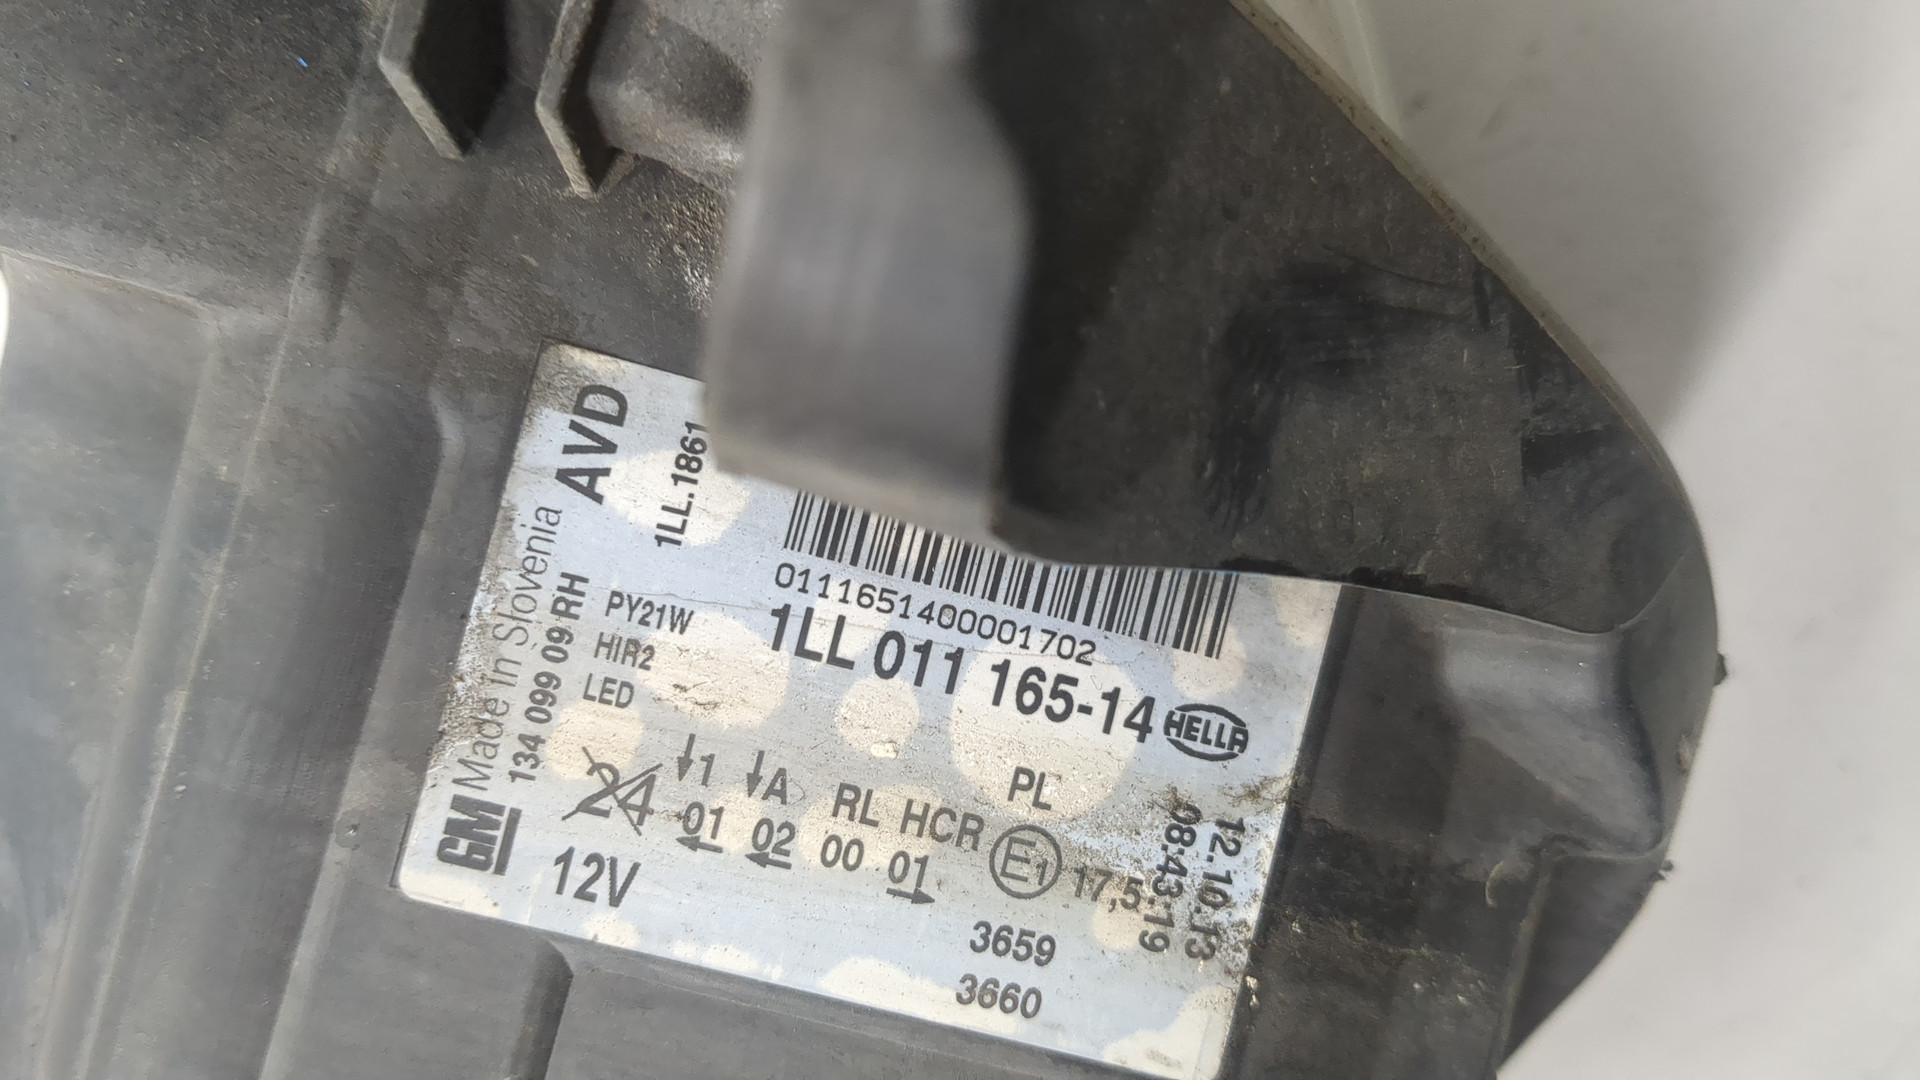 AVD
1LL.1861
Made in Slovenia
134 099 09 RH
GM
PY21W
HIR2
LED
0111651400001702
1LL 011 165-14
HELLA
PL
24 ↓1 ↓A RL HCR E1 17,5
12V 01 02 00 01
3659
3660
12.10.13
08:43:19